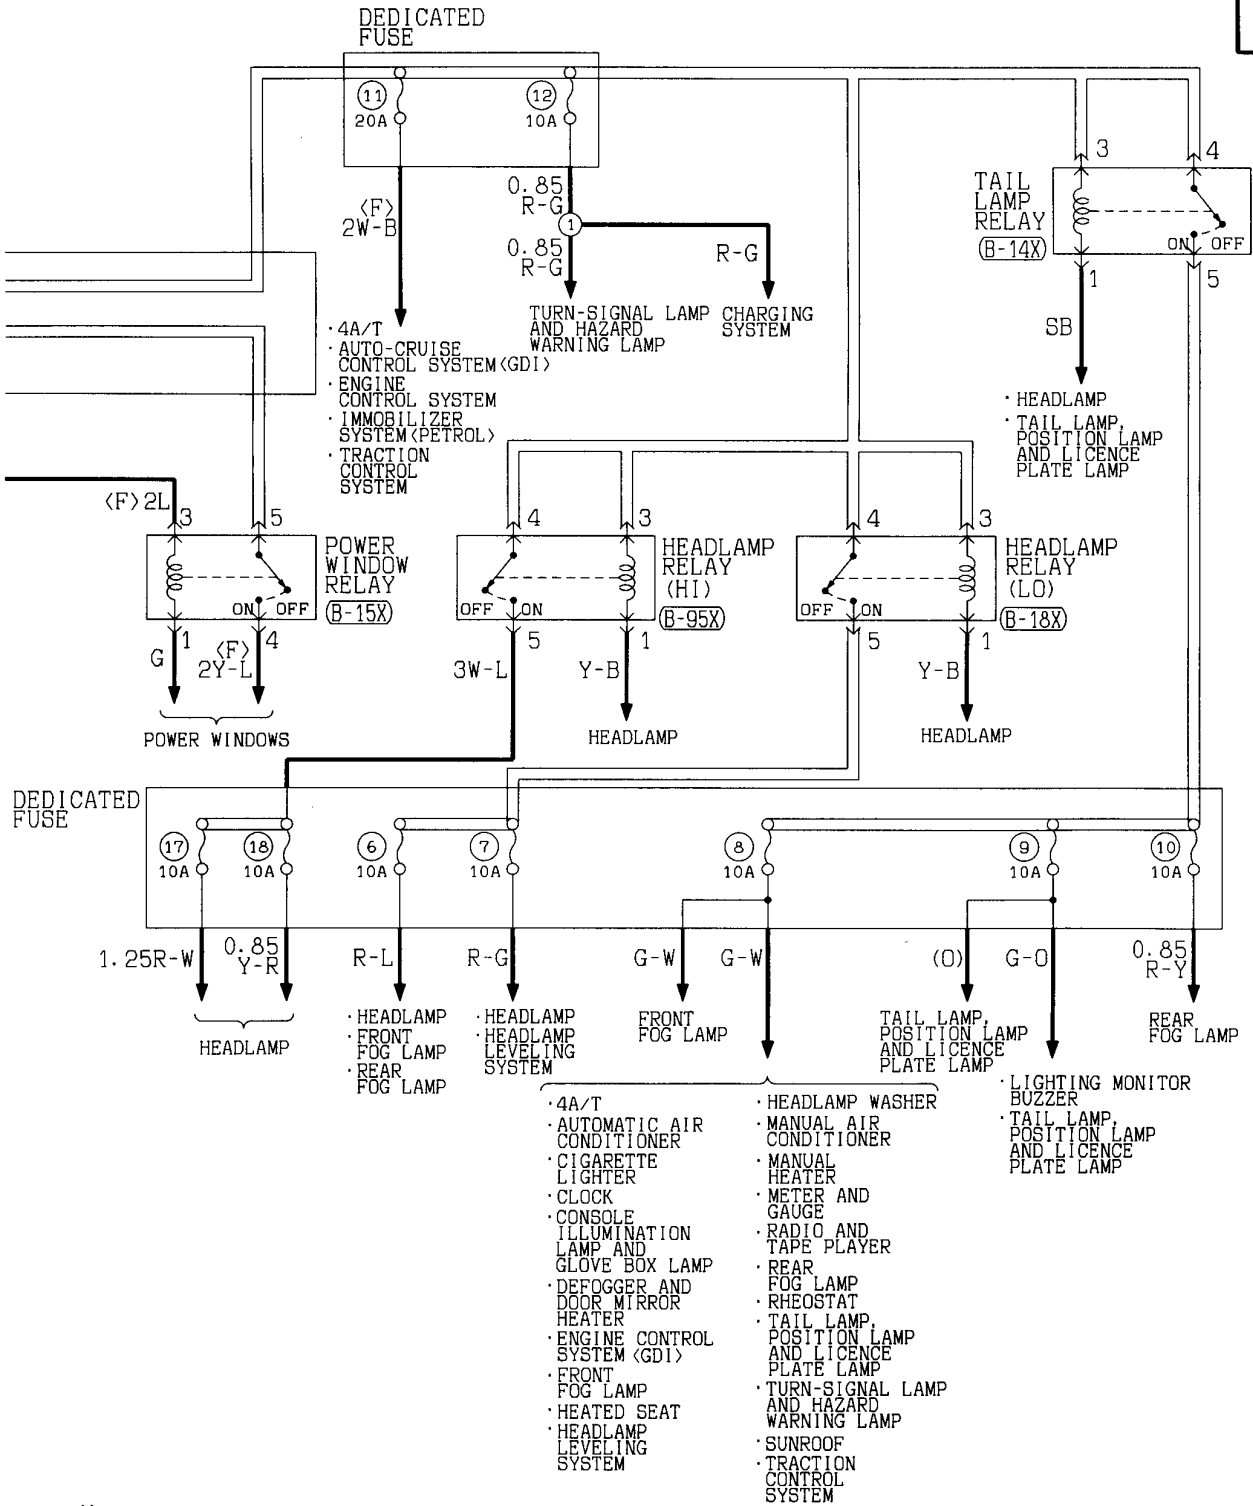 DEDICATED
FUSE
11
20A
12
10A
<F>
2W-B
0.85
R-G
1
0.85
R-G
R-G
· 4A/T
· AUTO-CRUISE
CONTROL SYSTEM<GDI>
· ENGINE
CONTROL SYSTEM
· IMMOBILIZER
SYSTEM<PETROL>
· TRACTION
CONTROL
SYSTEM
TURN-SIGNAL LAMP
AND HAZARD
WARNING LAMP
CHARGING
SYSTEM
3
4
TAIL
LAMP
RELAY
B-14X
ON
OFF
1
5
SB
· HEADLAMP
· TAIL LAMP,
POSITION LAMP
AND LICENCE
PLATE LAMP
<F>2L
3
5
POWER
WINDOW
RELAY
B-15X
ON
OFF
1
4
G
<F>
2Y-L
POWER WINDOWS
4
3
HEADLAMP
RELAY
(HI)
B-95X
OFF
ON
5
1
3W-L
Y-B
HEADLAMP
4
3
HEADLAMP
RELAY
(LO)
B-18X
OFF
ON
5
1
Y-B
HEADLAMP
DEDICATED
FUSE
17
10A
18
10A
6
10A
7
10A
8
10A
9
10A
10
10A
1.25R-W
0.85
Y-R
R-L
R-G
G-W
G-W
(O)
G-O
0.85
R-Y
HEADLAMP
· HEADLAMP
· FRONT
FOG LAMP
· REAR
FOG LAMP
· HEADLAMP
· HEADLAMP
LEVELING
SYSTEM
FRONT
FOG LAMP
TAIL LAMP,
POSITION LAMP
AND LICENCE
PLATE LAMP
REAR
FOG LAMP
· LIGHTING MONITOR
BUZZER
· TAIL LAMP,
POSITION LAMP
AND LICENCE
PLATE LAMP
· 4A/T
· AUTOMATIC AIR
CONDITIONER
· CIGARETTE
LIGHTER
· CLOCK
· CONSOLE
ILLUMINATION
LAMP AND
GLOVE BOX LAMP
· DEFOGGER AND
DOOR MIRROR
HEATER
· ENGINE CONTROL
SYSTEM <GDI>
· FRONT
FOG LAMP
· HEATED SEAT
· HEADLAMP
LEVELING
SYSTEM
· HEADLAMP WASHER
· MANUAL AIR
CONDITIONER
· MANUAL
HEATER
· METER AND
GAUGE
· RADIO AND
TAPE PLAYER
· REAR
FOG LAMP
· RHEOSTAT
· TAIL LAMP,
POSITION LAMP
AND LICENCE
PLATE LAMP
· TURN-SIGNAL LAMP
AND HAZARD
WARNING LAMP
· SUNROOF
· TRACTION
CONTROL
SYSTEM